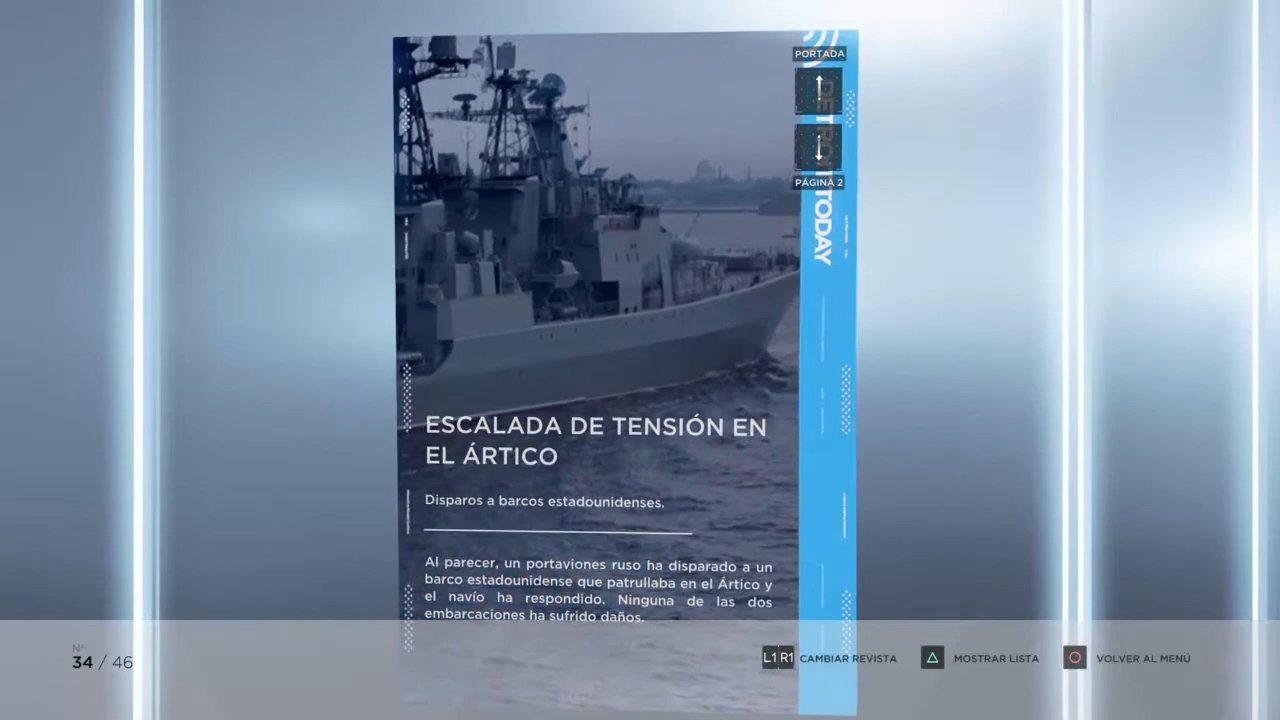 PORTADA
PÁGINA 2
DETROIT TODAY
ESCALADA DE TENSIÓN EN
EL ÁRTICO
Disparos a barcos estadounidenses.
Al parecer, un portaviones ruso ha disparado a un
barco estadounidense que patrullaba en el Ártico y
el navío ha respondido. Ninguna de las dos
embarcaciones ha sufrido daños.
Nº
34 / 46
L1 R1 CAMBIAR REVISTA
MOSTRAR LISTA
VOLVER AL MENÚ